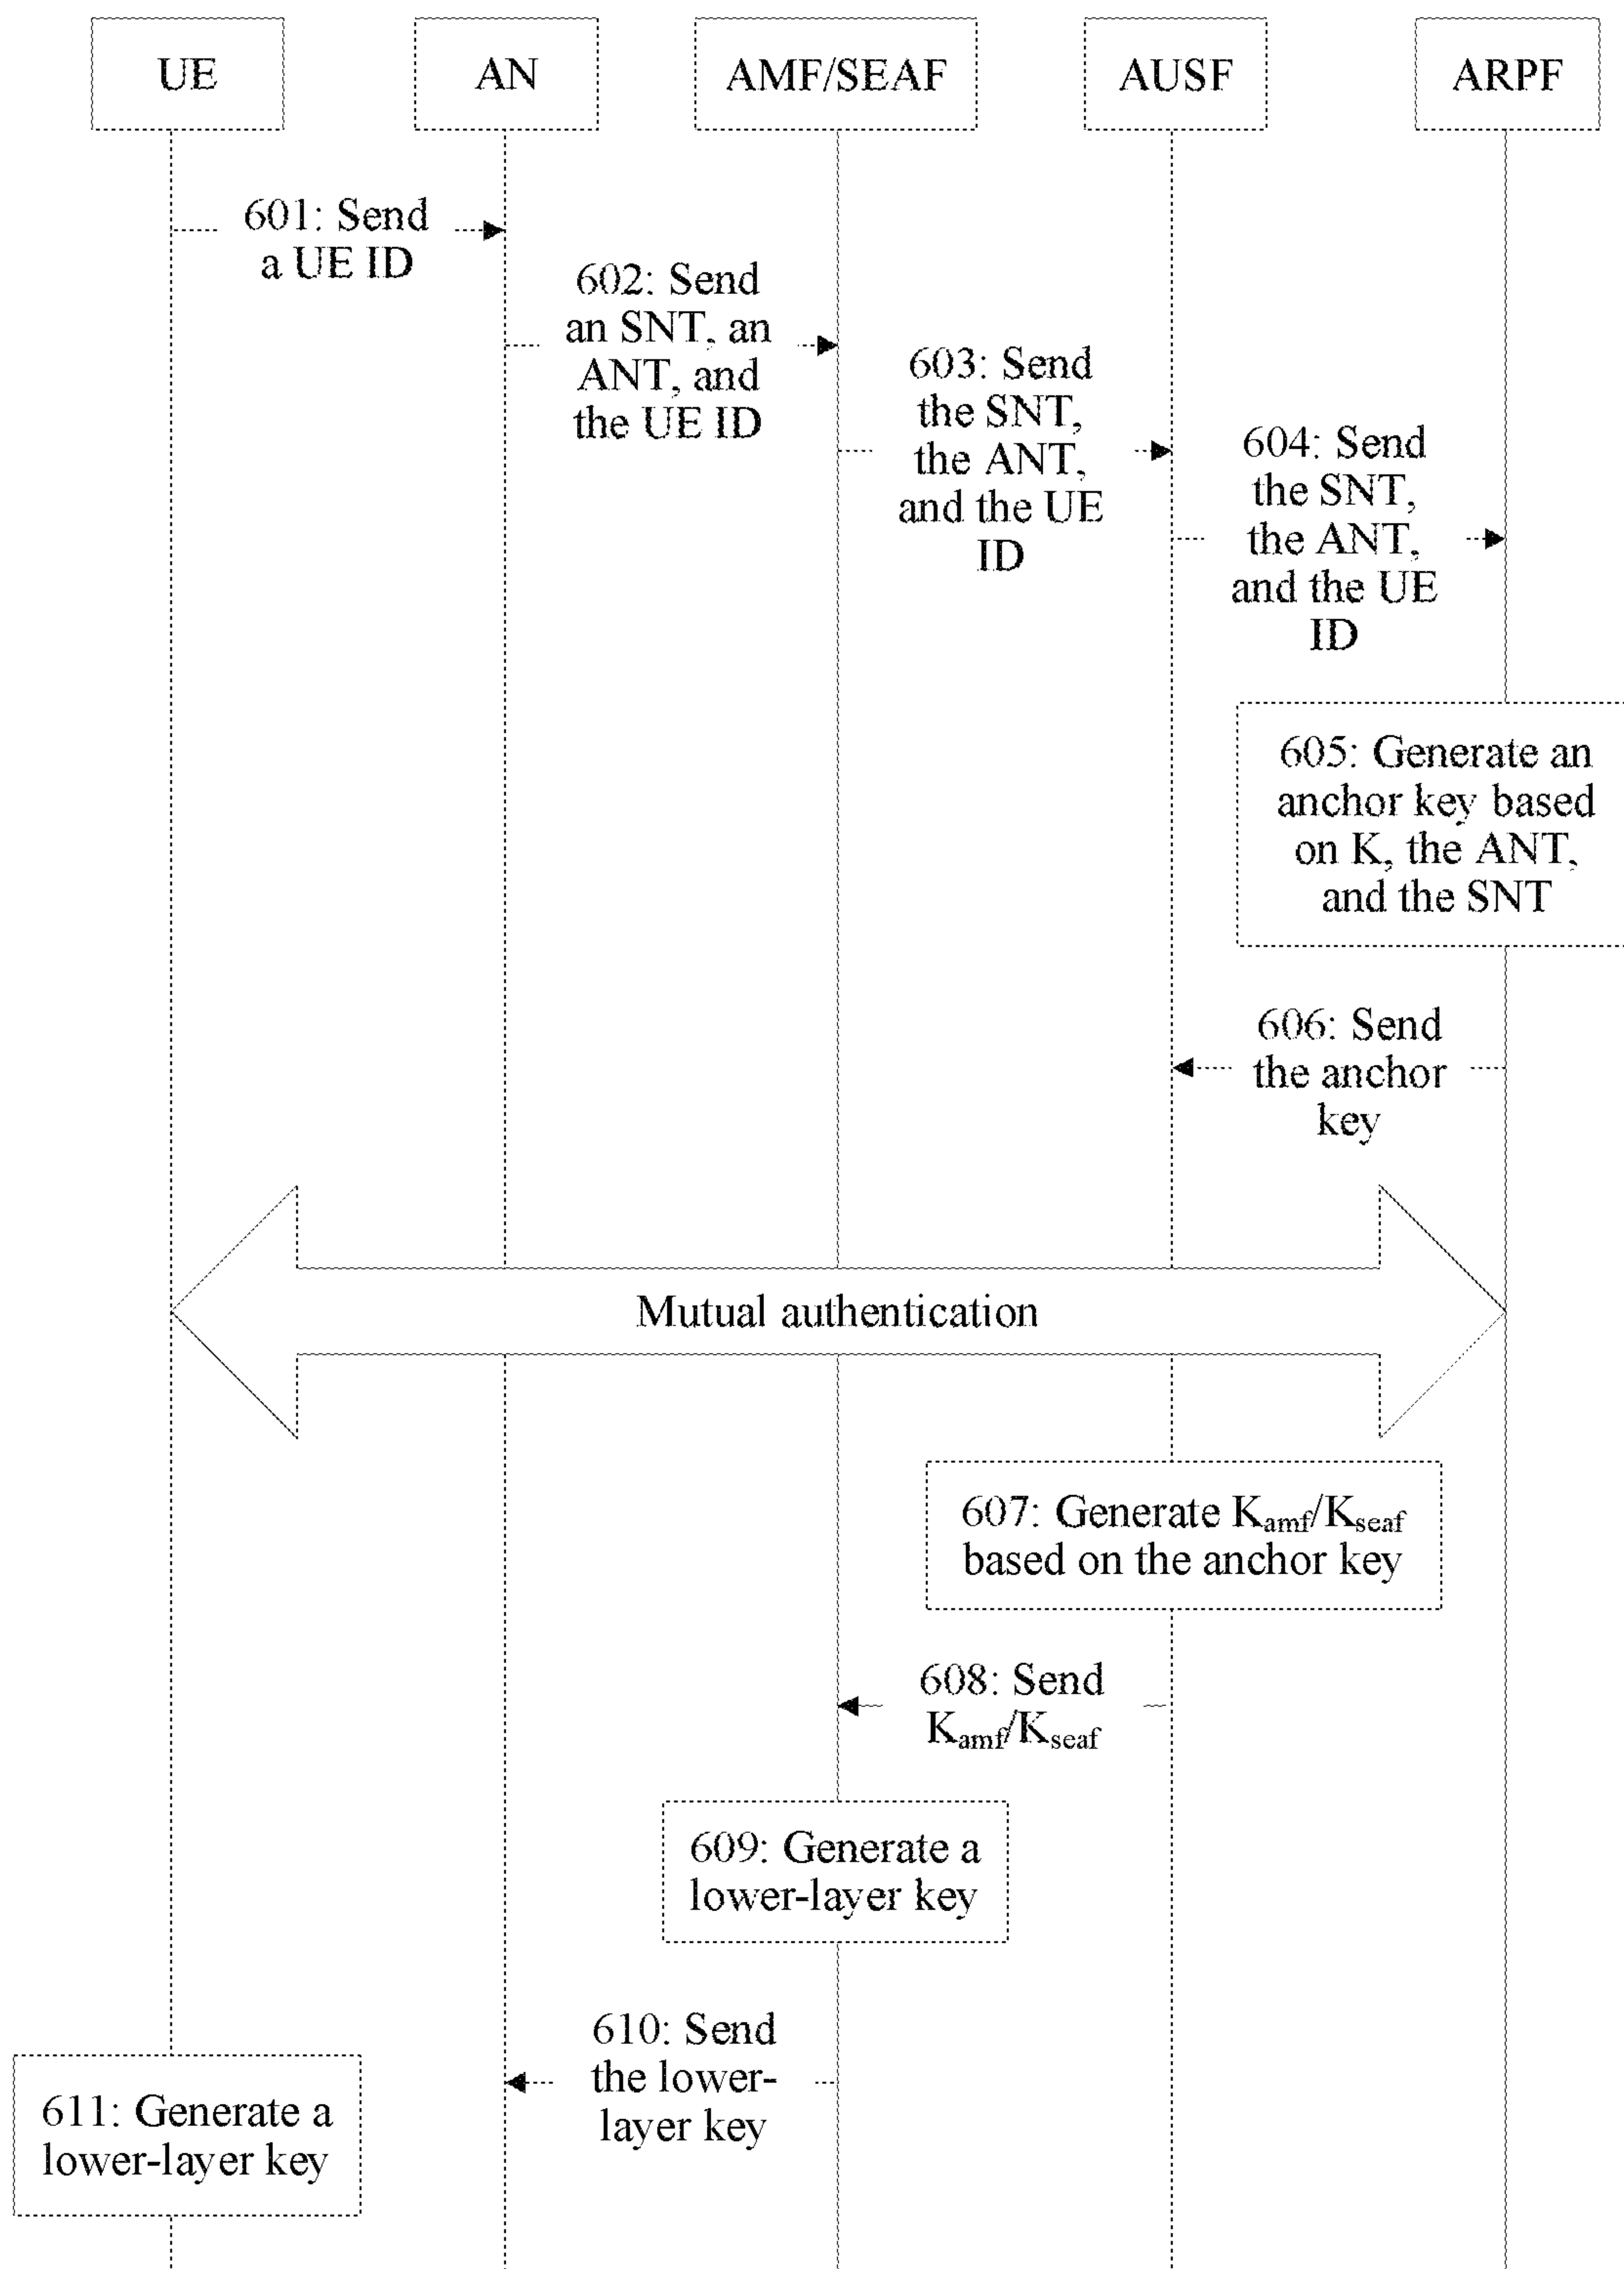 UE
AN
AMF/SEAF
AUSF
ARPF
601: Send
a UE ID
602: Send
an SNT, an
ANT, and
the UE ID
603: Send
the SNT,
the ANT,
and the UE
ID
604: Send
the SNT,
the ANT,
and the UE
ID
605: Generate an
anchor key based
on K, the ANT,
and the SNT
606: Send
the anchor
key
Mutual authentication
607: Generate Kamf/Kseaf
based on the anchor key
608: Send
Kamf/Kseaf
609: Generate a
lower-layer key
610: Send
the lower-
layer key
611: Generate a
lower-layer key